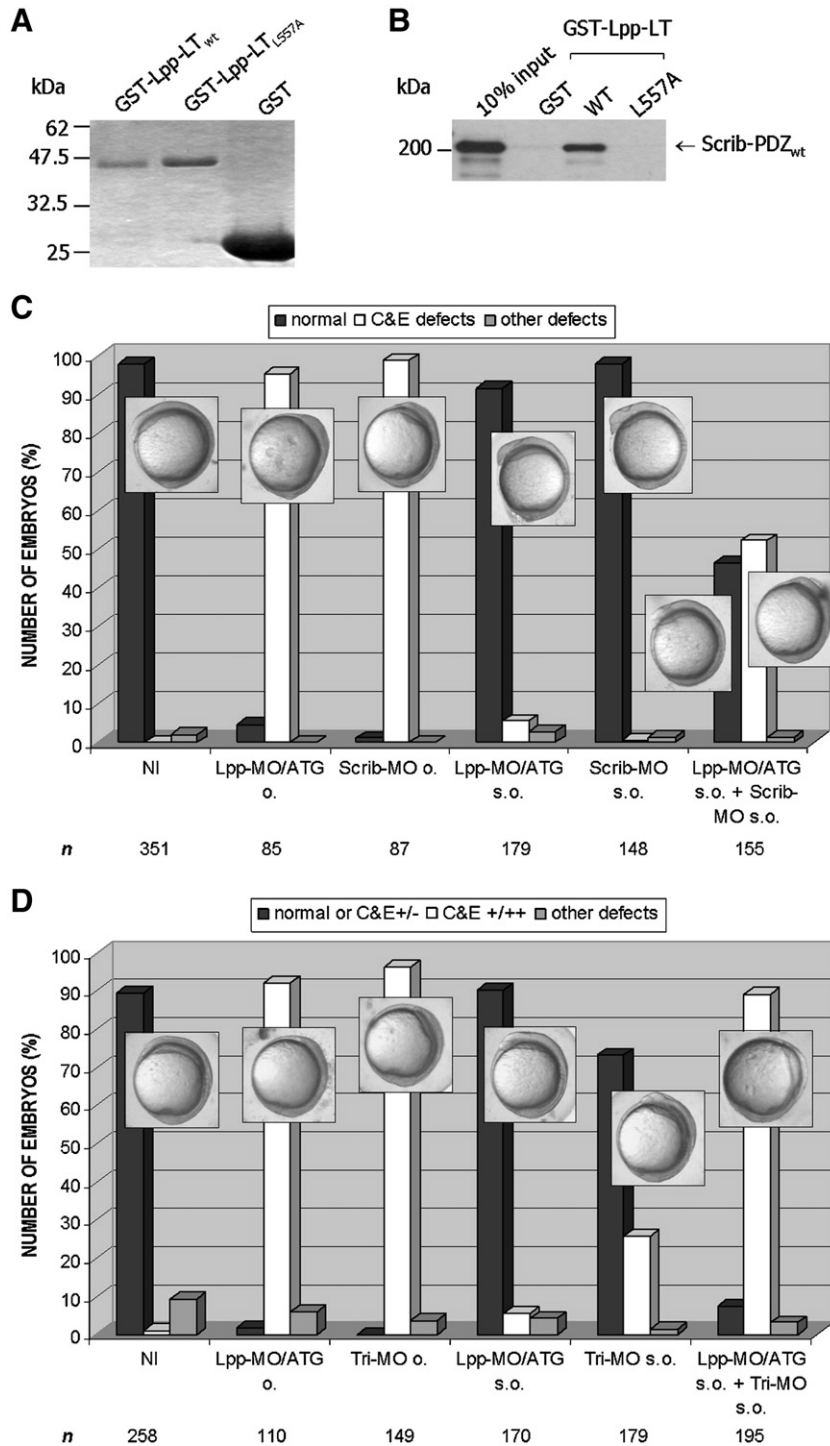 A
GST-Lpp-LTwt
GST-Lpp-LTL557A
GST
kDa
62
47.5
32.5
25
B
GST-Lpp-LT
10% input
GST
WT
L557A
kDa
200
← Scrib-PDZwt
C
normal C&E defects other defects
NUMBER OF EMBRYOS (%)
100
90
80
70
60
50
40
30
20
10
0
NI
Lpp-MO/ATG
o.
Scrib-MO o.
Lpp-MO/ATG
s.o.
Scrib-MO
s.o.
Lpp-MO/ATG
s.o. + Scrib-
MO s.o.
n 351 85 87 179 148 155
D
normal or C&E+/- C&E +/++ other defects
NUMBER OF EMBRYOS (%)
100
90
80
70
60
50
40
30
20
10
0
NI
Lpp-MO/ATG
o.
Tri-MO o.
Lpp-MO/ATG
s.o.
Tri-MO s.o.
Lpp-MO/ATG
s.o. + Tri-MO
s.o.
n 258 110 149 170 179 195